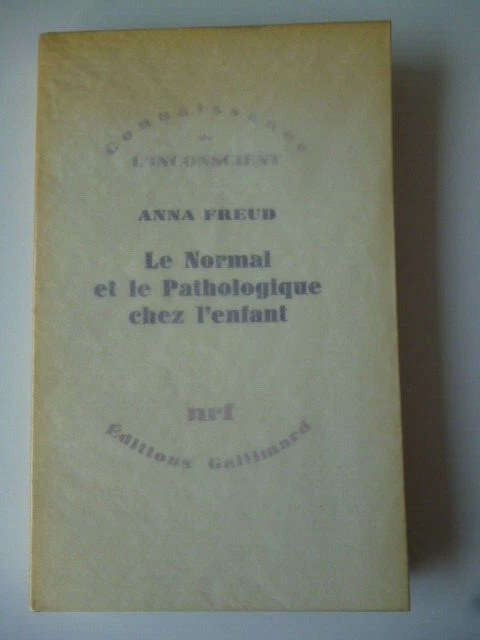 Connaissance
de
L'INCONSCIENT
ANNA FREUD
Le Normal
et le Pathologique
chez l'enfant
nrf
Éditions Gallimard